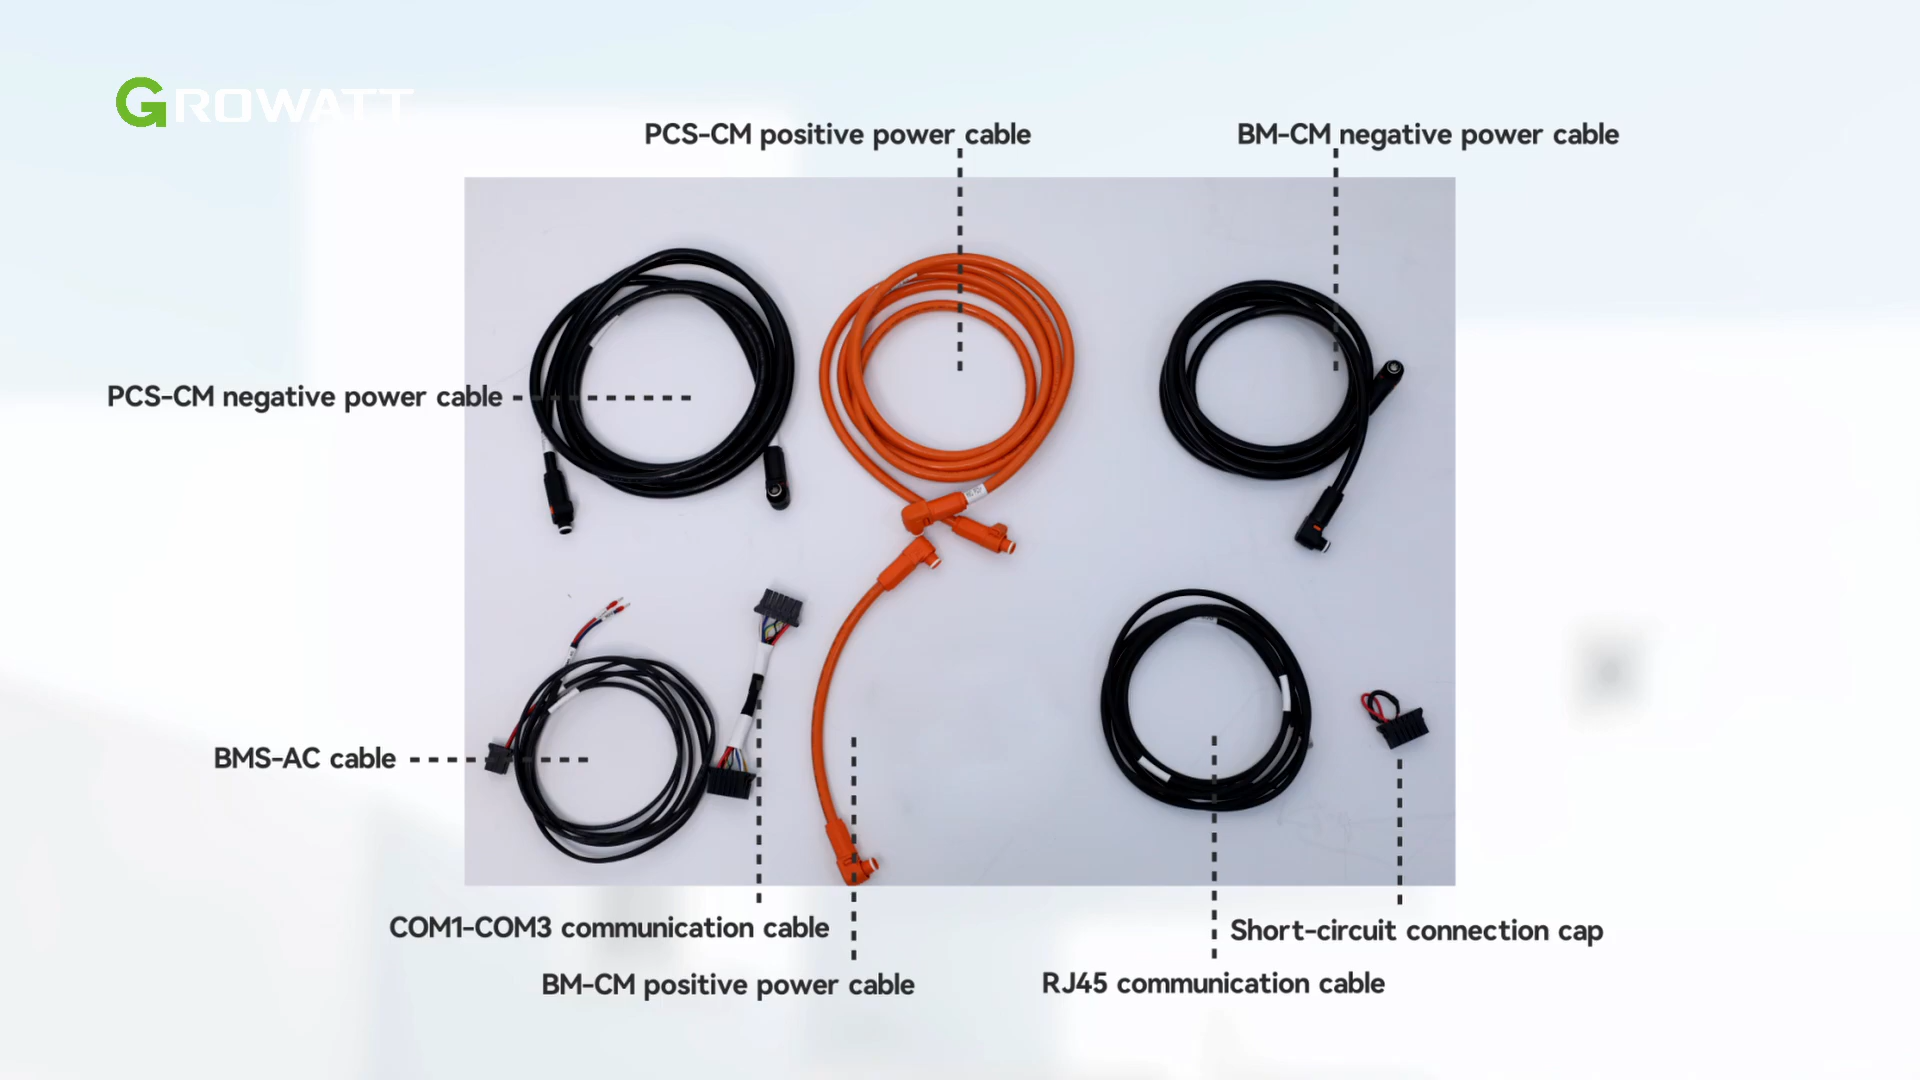 GROWATT
PCS-CM positive power cable
BM-CM negative power cable
PCS-CM negative power cable
BMS-AC cable
COM1-COM3 communication cable
Short-circuit connection cap
BM-CM positive power cable
RJ45 communication cable